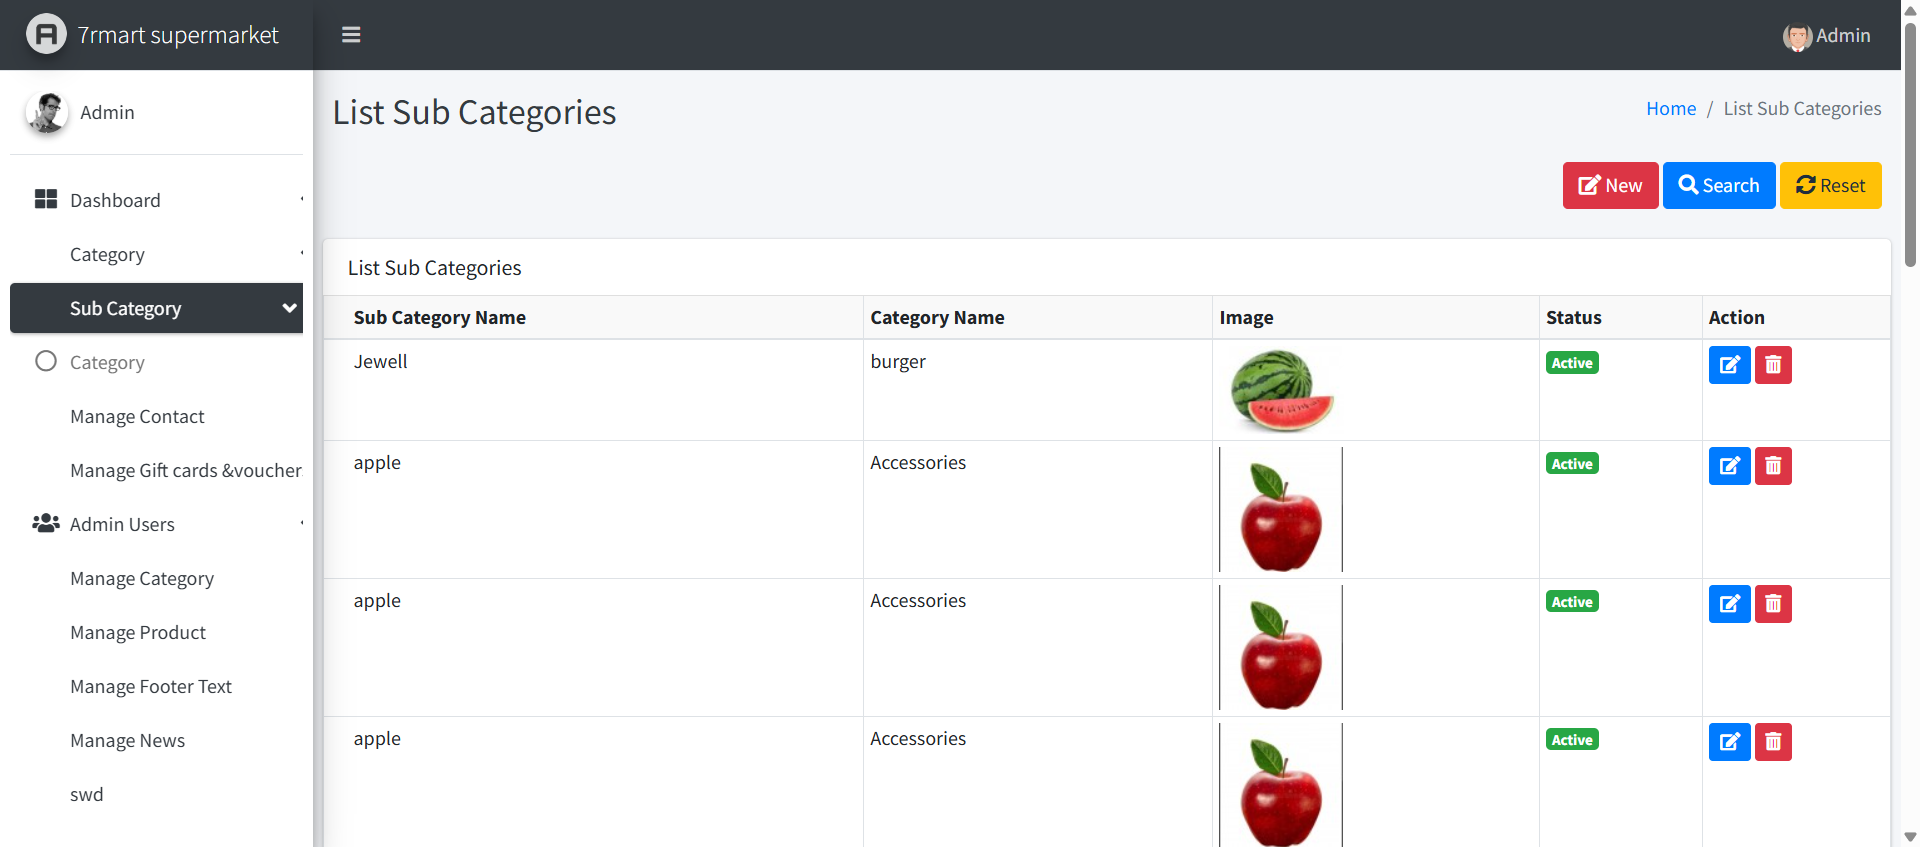 7rmart supermarket
Admin
Admin
Dashboard
Category
Sub Category
Category
Manage Contact
Manage Gift cards &voucher
Admin Users
Manage Category
Manage Product
Manage Footer Text
Manage News
swd
List Sub Categories
Home / List Sub Categories
New Search Reset
List Sub Categories
Sub Category Name Category Name Image Status Action
Jewell burger Active
apple Accessories Active
apple Accessories Active
apple Accessories Active